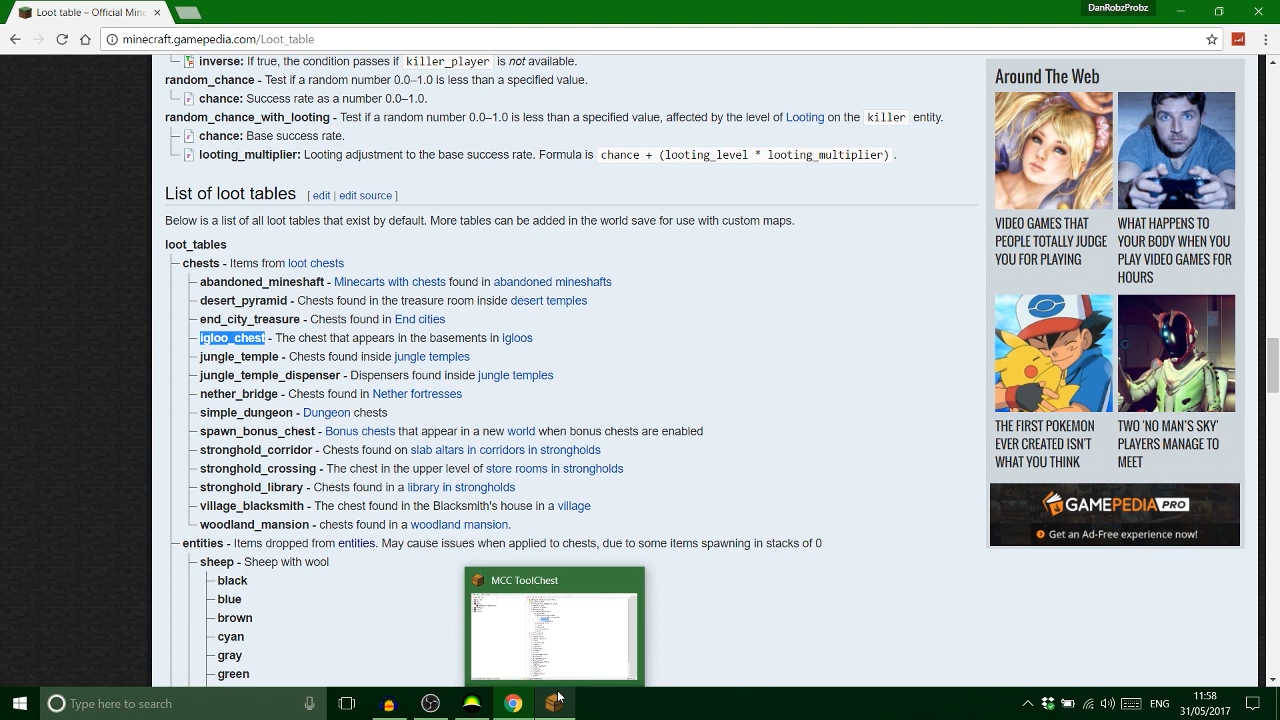 Loot table – Official Mine
DanRobzProbz
minecraft.gamepedia.com/Loot_table
inverse: If true, the condition passes if killer_player is not available.
random_chance - Test if a random number 0.0–1.0 is less than a specified value.
chance: Success rate as a number 0.0–1.0.
random_chance_with_looting - Test if a random number 0.0–1.0 is less than a specified value, affected by the level of Looting on the killer entity.
chance: Base success rate.
looting_multiplier: Looting adjustment to the base success rate. Formula is chance + (looting_level * looting_multiplier).
List of loot tables [ edit | edit source ]
Below is a list of all loot tables that exist by default. More tables can be added in the world save for use with custom maps.
loot_tables
chests - Items from loot chests
abandoned_mineshaft - Minecarts with chests found in abandoned mineshafts
desert_pyramid - Chests found in the treasure room inside desert temples
end_city_treasure - Chests found in End cities
igloo_chest - The chest that appears in the basements in igloos
jungle_temple - Chests found inside jungle temples
jungle_temple_dispenser - Dispensers found inside jungle temples
nether_bridge - Chests found in Nether fortresses
simple_dungeon - Dungeon chests
spawn_bonus_chest - Bonus chests that appear in a new world when bonus chests are enabled
stronghold_corridor - Chests found on slab altars in corridors in strongholds
stronghold_crossing - The chest in the upper level of store rooms in strongholds
stronghold_library - Chests found in a library in strongholds
village_blacksmith - The chest found in the Blacksmith's house in a village
woodland_mansion - chests found in a woodland mansion.
entities - Items dropped from entities. May cause issues when applied to chests, due to some items spawning in stacks of 0
sheep - Sheep with wool
black
blue
brown
cyan
gray
green
Around The Web
VIDEO GAMES THAT
PEOPLE TOTALLY JUDGE
YOU FOR PLAYING
WHAT HAPPENS TO
YOUR BODY WHEN YOU
PLAY VIDEO GAMES FOR
HOURS
THE FIRST POKEMON
EVER CREATED ISN'T
WHAT YOU THINK
TWO 'NO MAN'S SKY'
PLAYERS MANAGE TO
MEET
GAMEPEDIA PRO
Get an Ad-Free experience now!
MCC ToolChest
Type here to search
ENG
11:58
31/05/2017